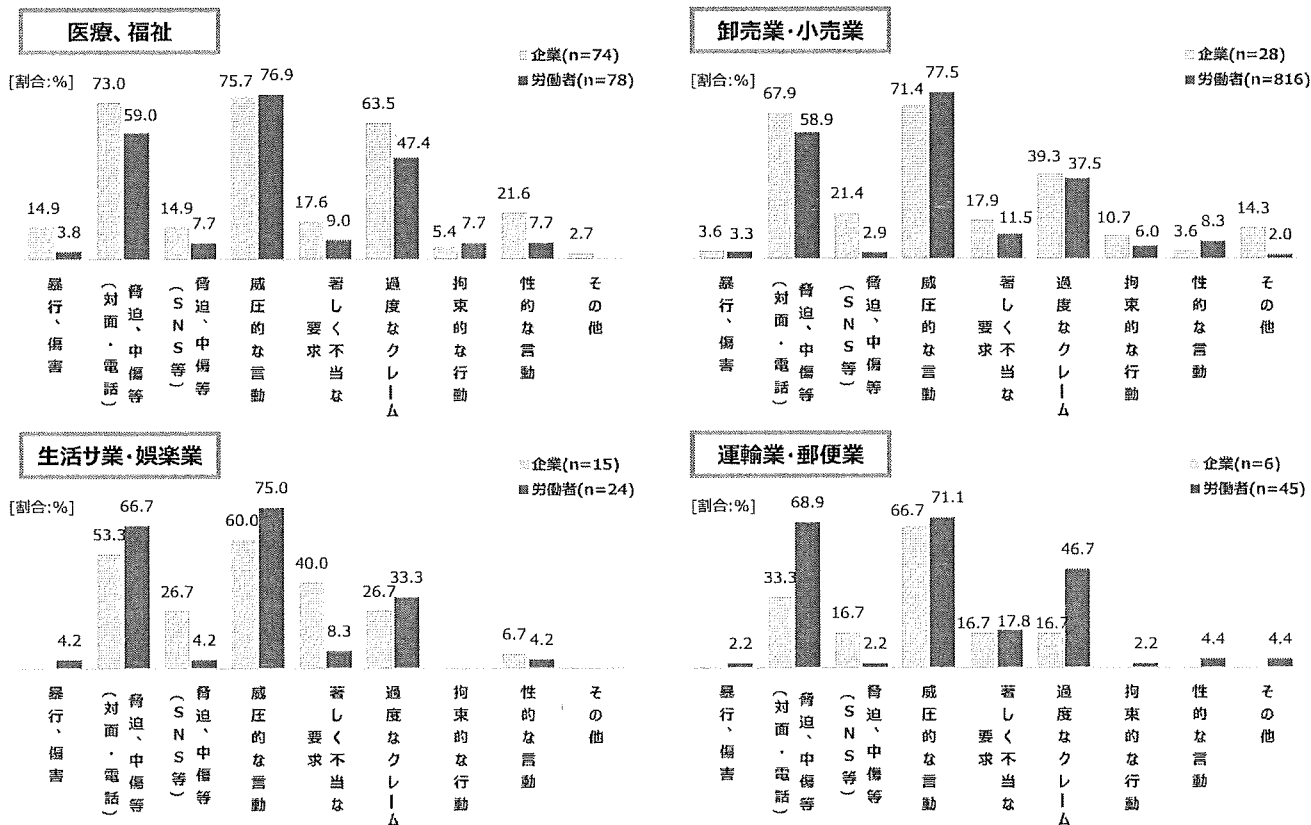 医療、福祉
企業(n=74)
労働者(n=78)
[割合:%]
14.9
3.8
73.0
59.0
14.9
7.7
75.7
76.9
17.6
9.0
63.5
47.4
5.4
7.7
21.6
7.7
2.7
暴行、傷害
脅迫、中傷等
(対面・電話)
脅迫、中傷等
(SNS等)
威圧的な言動
著しく不当な
要求
過度なクレーム
拘束的な行動
性的な言動
その他
卸売業・小売業
企業(n=28)
労働者(n=816)
[割合:%]
3.6
3.3
67.9
58.9
21.4
2.9
71.4
77.5
17.9
11.5
39.3
37.5
10.7
6.0
3.6
8.3
14.3
2.0
暴行、傷害
脅迫、中傷等
(対面・電話)
脅迫、中傷等
(SNS等)
威圧的な言動
著しく不当な
要求
過度なクレーム
拘束的な行動
性的な言動
その他
生活サ業・娯楽業
企業(n=15)
労働者(n=24)
[割合:%]
4.2
53.3
66.7
26.7
4.2
60.0
75.0
40.0
8.3
26.7
33.3
6.7
4.2
暴行、傷害
脅迫、中傷等
(対面・電話)
脅迫、中傷等
(SNS等)
威圧的な言動
著しく不当な
要求
過度なクレーム
拘束的な行動
性的な言動
その他
運輸業・郵便業
企業(n=6)
労働者(n=45)
[割合:%]
2.2
33.3
68.9
16.7
2.2
66.7
71.1
16.7
17.8
16.7
46.7
2.2
4.4
4.4
暴行、傷害
脅迫、中傷等
(対面・電話)
脅迫、中傷等
(SNS等)
威圧的な言動
著しく不当な
要求
過度なクレーム
拘束的な行動
性的な言動
その他